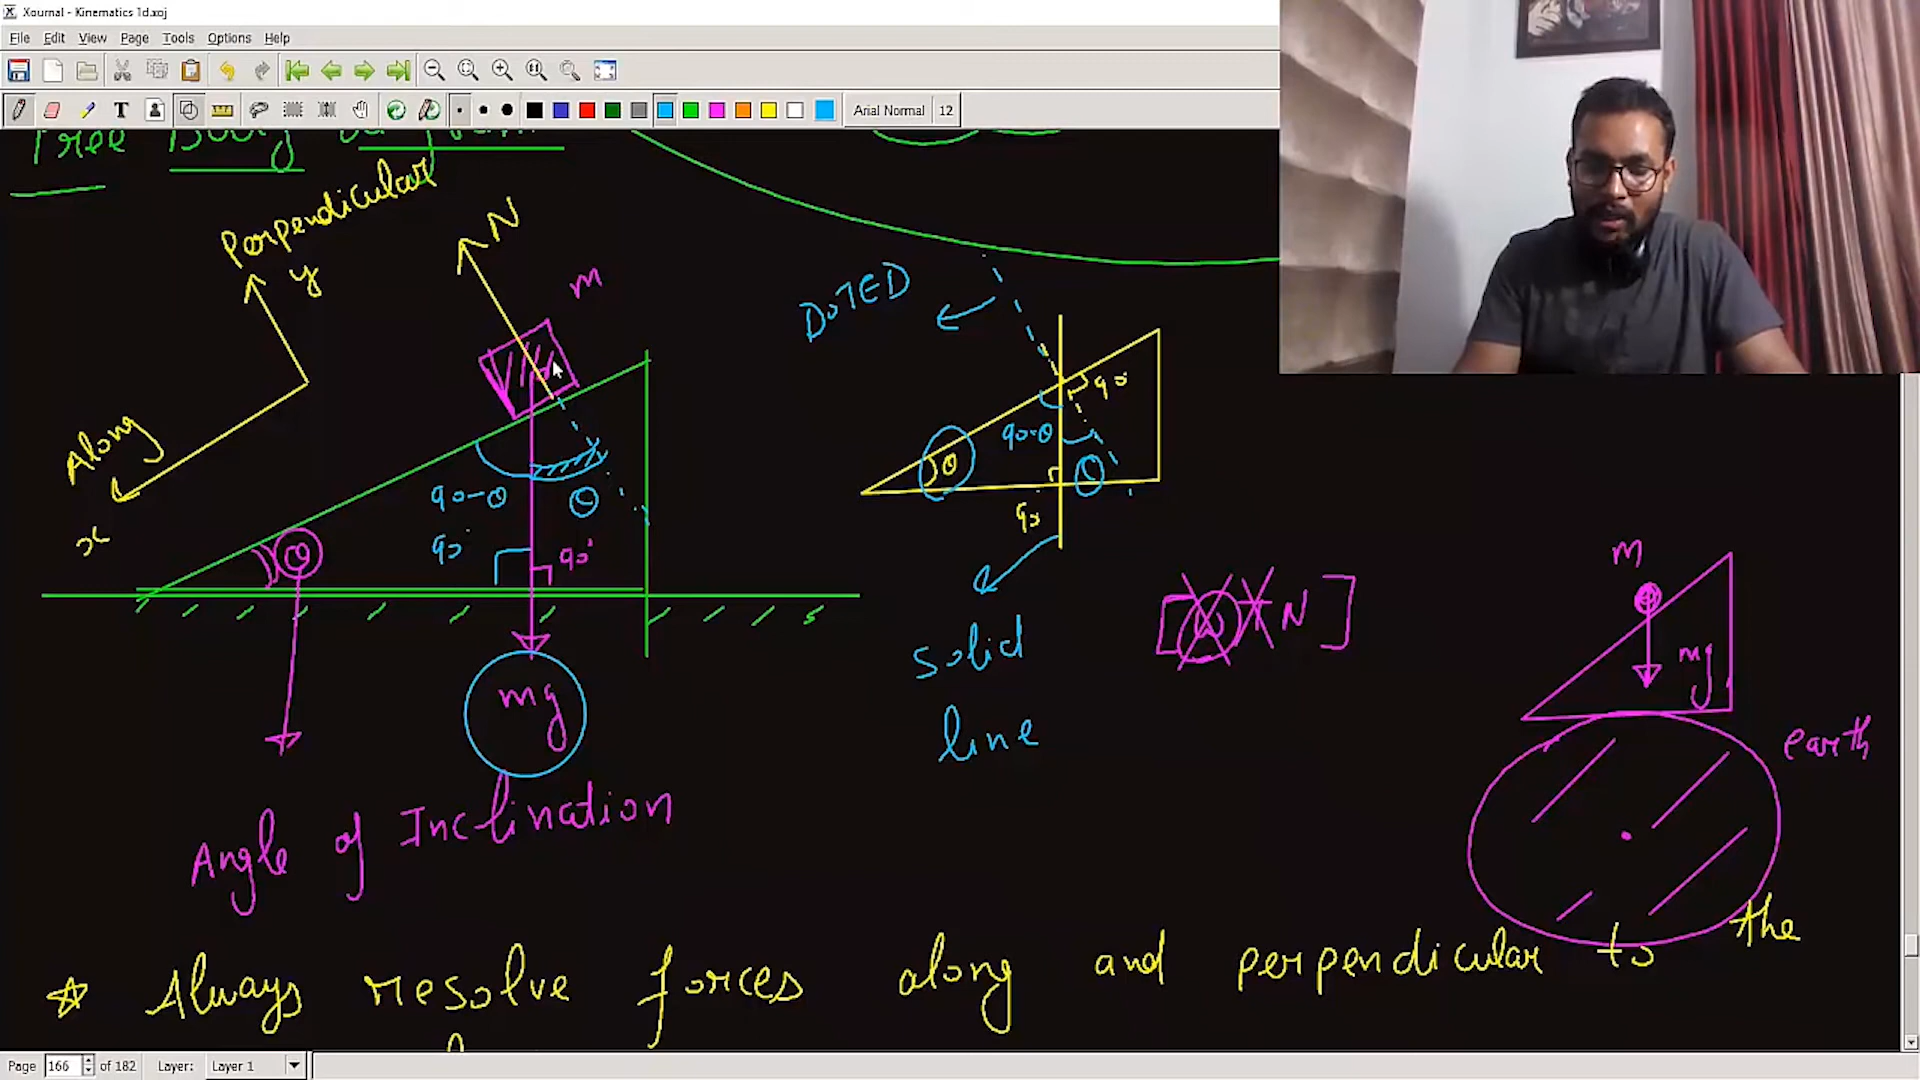 Xournal - Kinematics 1d.xoj
File Edit View Page Tools Options Help
T Arial Normal 12
Free Body
Perpendicular
y
N
m
Along
x
90-θ
θ
90°
90°
θ
mg
Angle of Inclination
DOTED
90°
90-θ
θ
θ
90
solid
line
N
m
mg
earth
☆ Always resolve forces along and perpendicular to the
Page 166 of 182 Layer: Layer 1